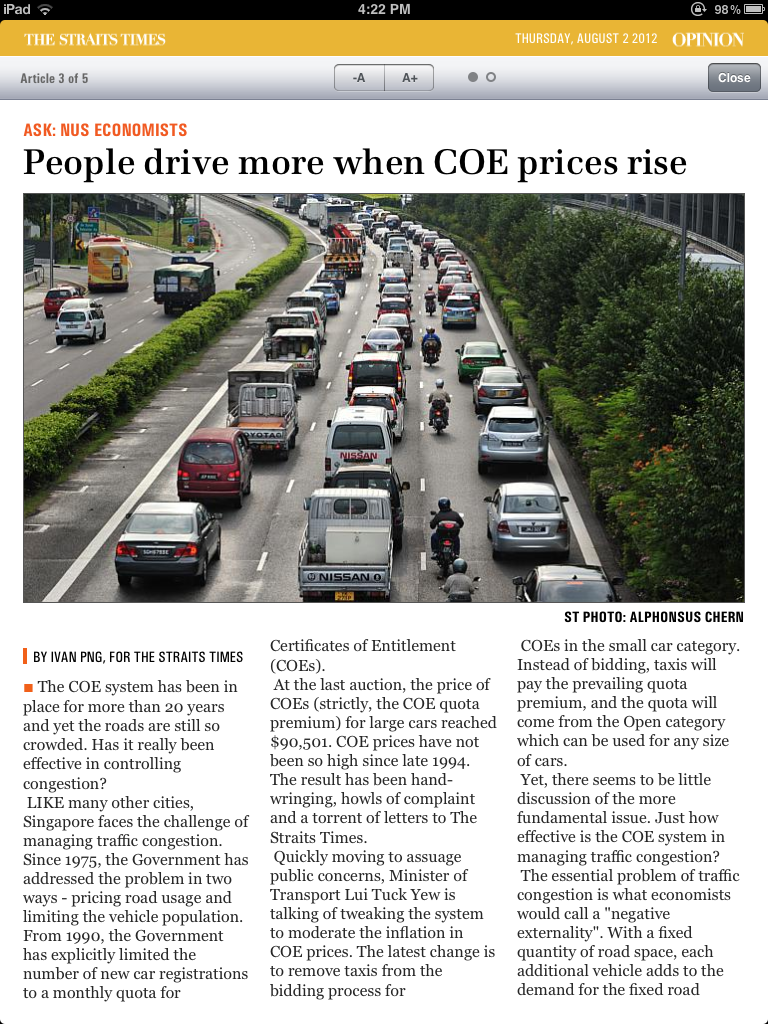 iPad 4:22 PM 98%
THE STRAITS TIMES THURSDAY, AUGUST 2 2012 OPINION
Article 3 of 5 -A A+ Close
ASK: NUS ECONOMISTS
People drive more when COE prices rise
TOYOTA
NISSAN
NISSAN
ST PHOTO: ALPHONSUS CHERN
BY IVAN PNG, FOR THE STRAITS TIMES
The COE system has been in
place for more than 20 years
and yet the roads are still so
crowded. Has it really been
effective in controlling
congestion?
LIKE many other cities,
Singapore faces the challenge of
managing traffic congestion.
Since 1975, the Government has
addressed the problem in two
ways - pricing road usage and
limiting the vehicle population.
From 1990, the Government
has explicitly limited the
number of new car registrations
to a monthly quota for
Certificates of Entitlement
(COEs).
At the last auction, the price of
COEs (strictly, the COE quota
premium) for large cars reached
$90,501. COE prices have not
been so high since late 1994.
The result has been hand-
wringing, howls of complaint
and a torrent of letters to The
Straits Times.
Quickly moving to assuage
public concerns, Minister of
Transport Lui Tuck Yew is
talking of tweaking the system
to moderate the inflation in
COE prices. The latest change is
to remove taxis from the
bidding process for
COEs in the small car category.
Instead of bidding, taxis will
pay the prevailing quota
premium, and the quota will
come from the Open category
which can be used for any size
of cars.
Yet, there seems to be little
discussion of the more
fundamental issue. Just how
effective is the COE system in
managing traffic congestion?
The essential problem of traffic
congestion is what economists
would call a "negative
externality". With a fixed
quantity of road space, each
additional vehicle adds to the
demand for the fixed road